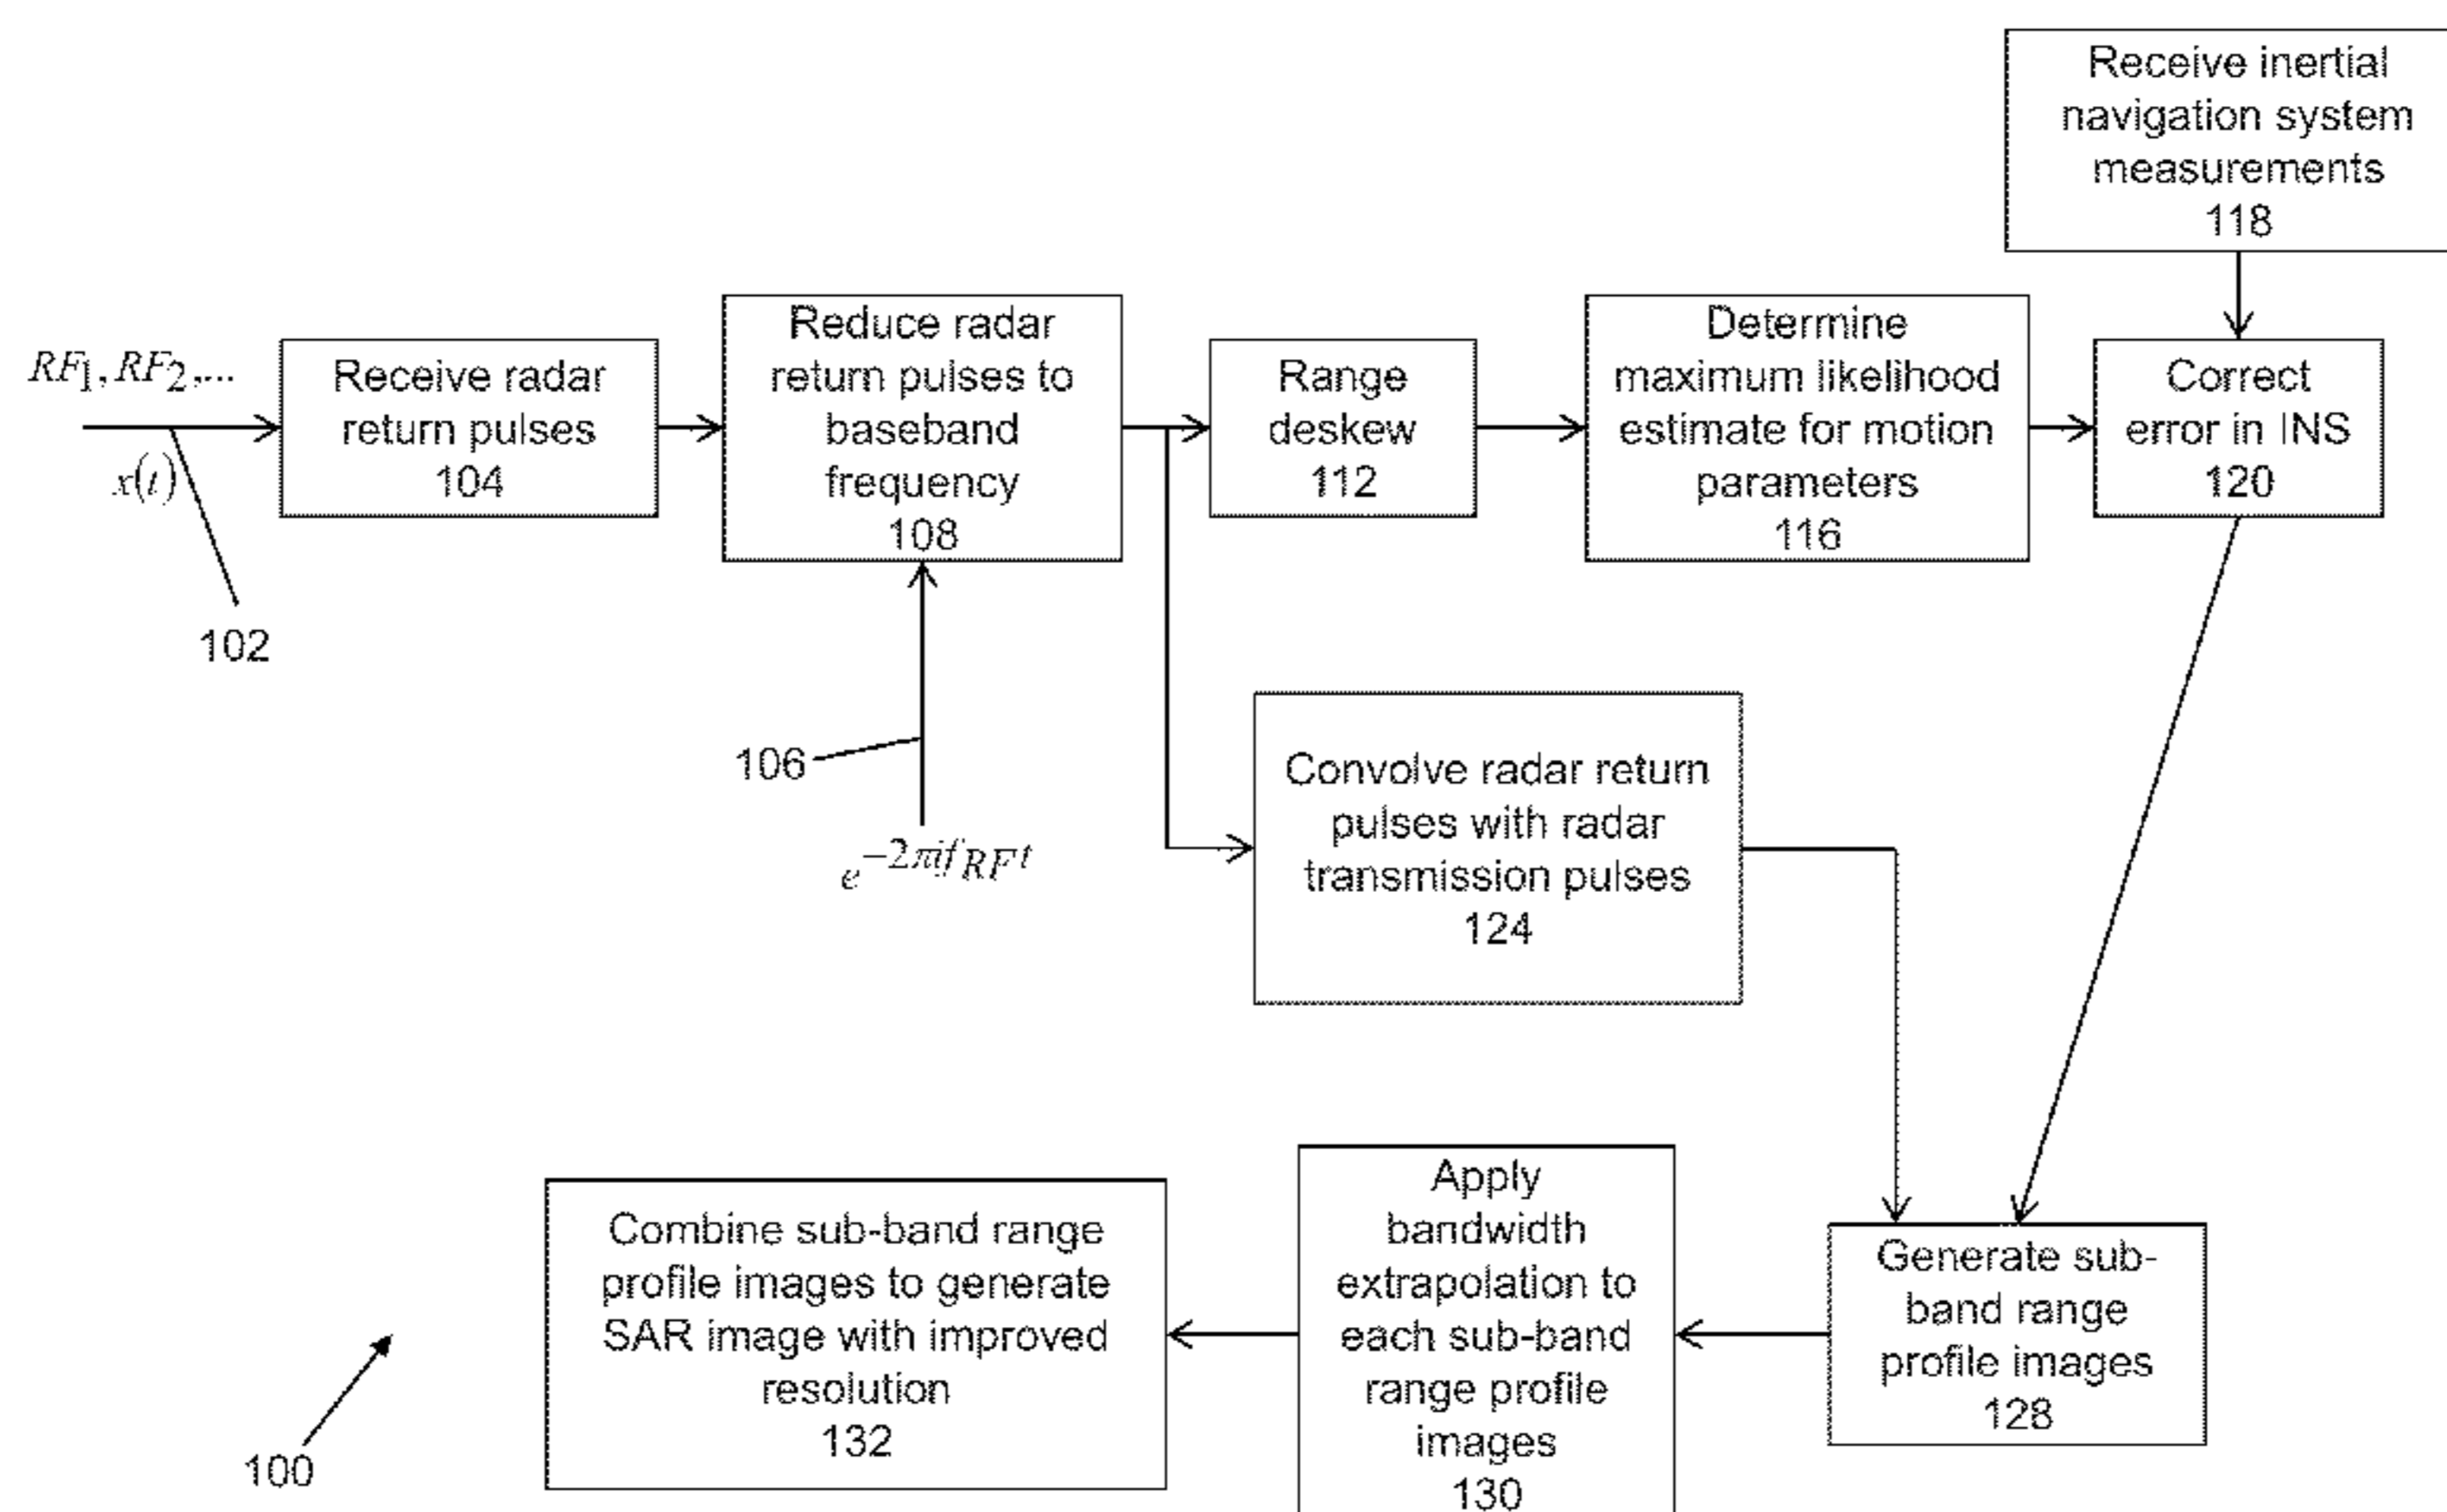 Receive inertial
navigation system
measurements
118
RF1, RF2,...
x(t)
102
Receive radar
return pulses
104
Reduce radar
return pulses to
baseband
frequency
108
106
e^{-2πif_{RF}t}
Range
deskew
112
Determine
maximum likelihood
estimate for motion
parameters
116
Correct
error in INS
120
Convolve radar return
pulses with radar
transmission pulses
124
Generate sub-
band range
profile images
128
Apply
bandwidth
extrapolation to
each sub-band
range profile
images
130
Combine sub-band range
profile images to generate
SAR image with improved
resolution
132
100